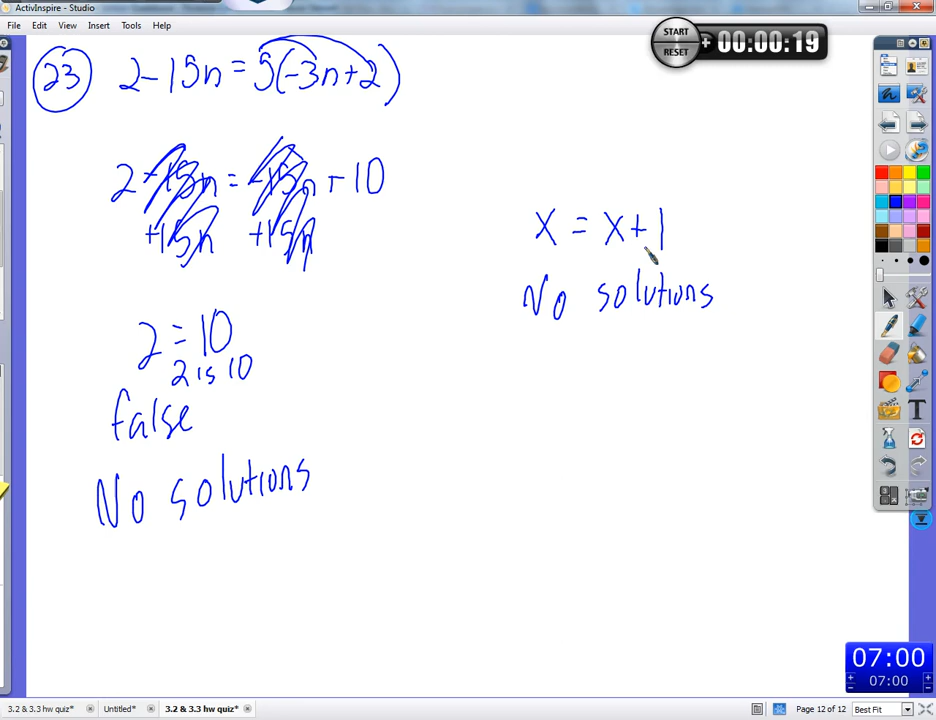 ActivInspire - Studio
File Edit View Insert Tools Help
START
RESET
00:00:19
23 2-15n=5(-3n+2)
2-15n=-15n+10
+15n +15n
x = x+1
No solutions
2=10
2 is 10
false
No solutions
07:00
07:00
3.2 & 3.3 hw quiz* Untitled* 3.2 & 3.3 hw quiz*
Page 12 of 12 Best Fit